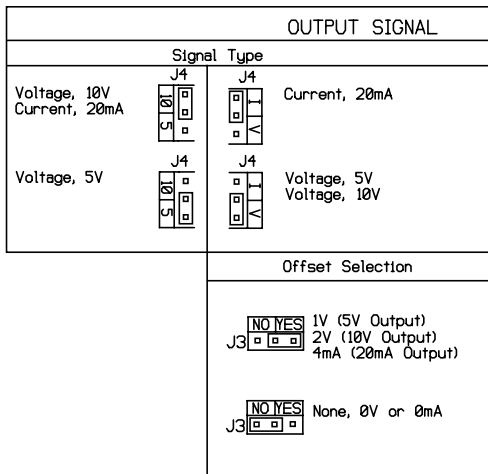 OUTPUT SIGNAL
Signal Type
J4
Voltage, 10V
Current, 20mA
10
5
J4
I
V
Current, 20mA
J4
Voltage, 5V
10
5
J4
I
V
Voltage, 5V
Voltage, 10V
Offset Selection
NO YES
J3
1V (5V Output)
2V (10V Output)
4mA (20mA Output)
NO YES
J3
None, 0V or 0mA